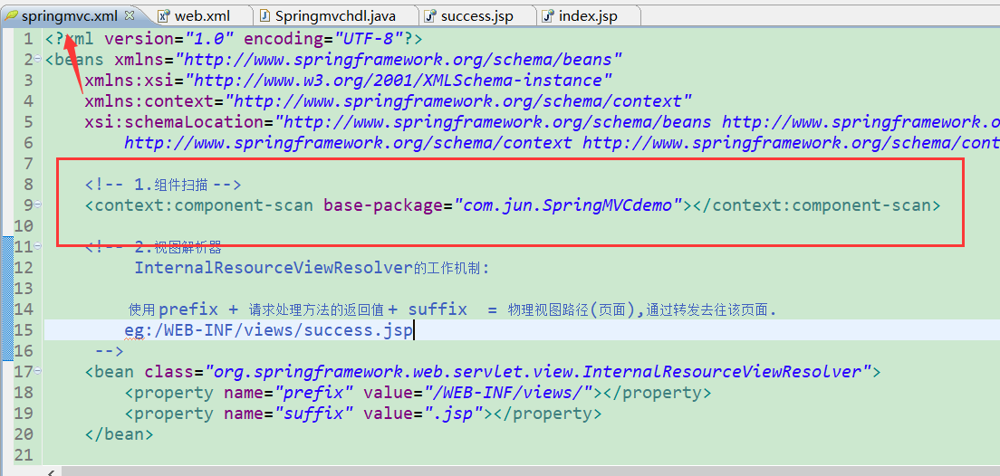 springmvc.xml web.xml Springmvchdl.java success.jsp index.jsp
1 <?xml version="1.0" encoding="UTF-8"?>
2 <beans xmlns="http://www.springframework.org/schema/beans"
3 xmlns:xsi="http://www.w3.org/2001/XMLSchema-instance"
4 xmlns:context="http://www.springframework.org/schema/context"
5 xsi:schemaLocation="http://www.springframework.org/schema/beans http://www.springframework.o
6 http://www.springframework.org/schema/context http://www.springframework.org/schema/cont
7
8 <!-- 1.组件扫描 -->
9 <context:component-scan base-package="com.jun.SpringMVCdemo"></context:component-scan>
10
11 <!-- 2.视图解析器
12 InternalResourceViewResolver的工作机制:
13
14 使用 prefix + 请求处理方法的返回值 + suffix = 物理视图路径(页面),通过转发去往该页面.
15 eg:/WEB-INF/views/success.jsp
16 -->
17 <bean class="org.springframework.web.servlet.view.InternalResourceViewResolver">
18 <property name="prefix" value="/WEB-INF/views/"></property>
19 <property name="suffix" value=".jsp"></property>
20 </bean>
21